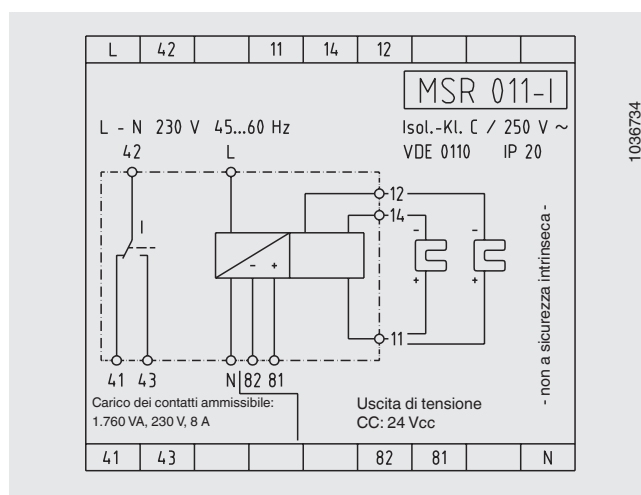 L 42 11 14 12
MSR 011-I
L - N 230 V 45...60 Hz
Isol.-Kl. C / 250 V ~
VDE 0110 IP 20
42 L
12
14
- -
I
- +
+ +
11
41 43 N 82 81
Carico dei contatti ammissibile:
1.760 VA, 230 V, 8 A
Uscita di tensione
CC: 24 Vcc
- non a sicurezza intrinseca -
41 43 82 81 N
1036734